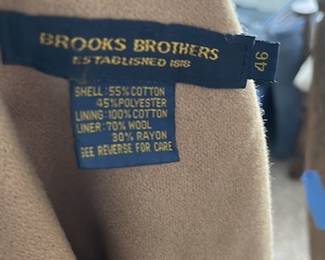 BROOKS BROTHERS
ESTABLISHED 1818
46
SHELL: 55% COTTON
45% POLYESTER
LINING: 100% COTTON
LINER: 70% WOOL
30% RAYON
SEE REVERSE FOR CARE